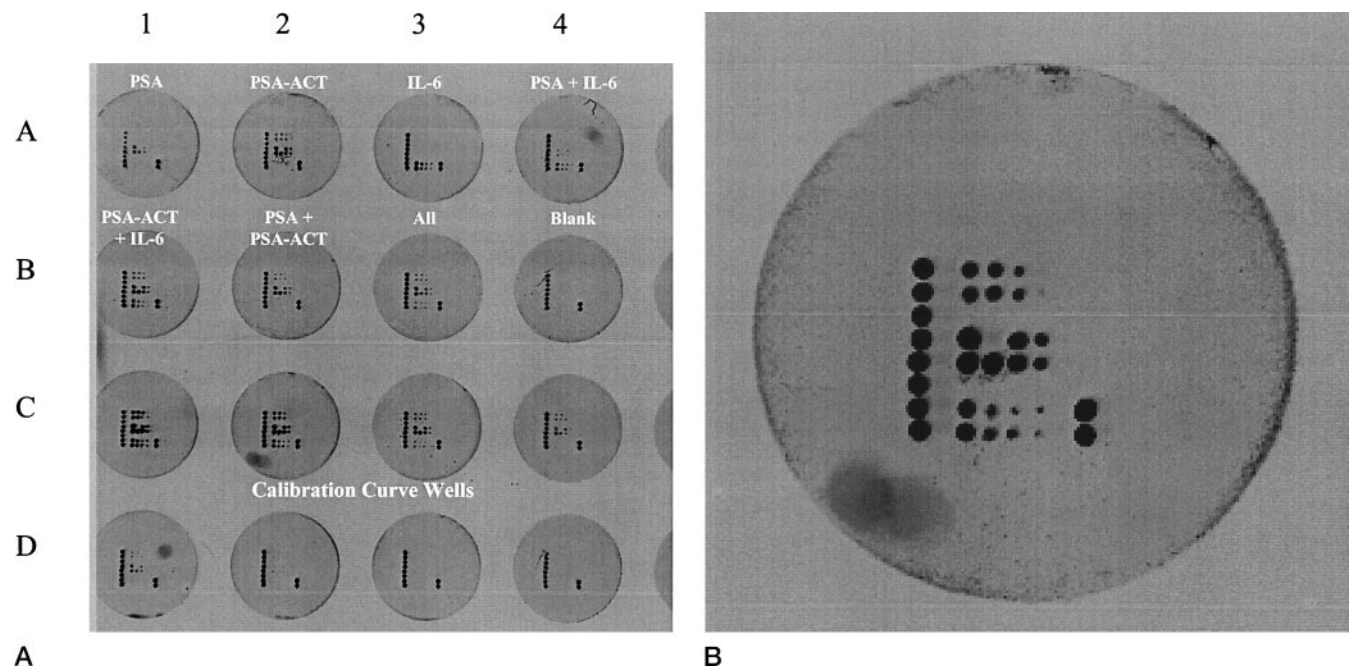 1 2 3 4
A
PSA PSA-ACT IL-6 PSA + IL-6
B
PSA-ACT
+ IL-6
PSA +
PSA-ACT
All Blank
C
Calibration Curve Wells
D
A B